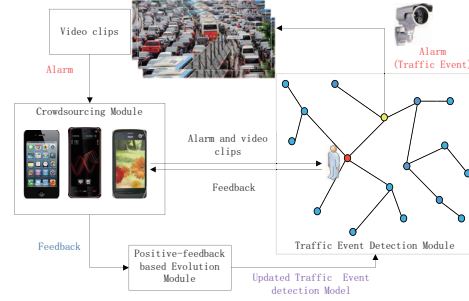 Video clips
Alarm
(Traffic Event)
Alarm
Crowdsourcing Module
Alarm and video
clips
Feedback
Traffic Event Detection Module
Feedback
Positive-feedback
based Evolution
Module
Updated Traffic Event
detection Model